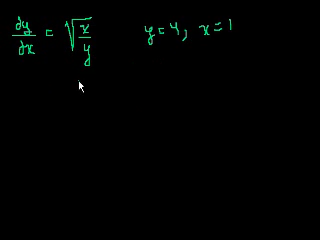 dy/dx = √(x/y) y = 4, x = 1